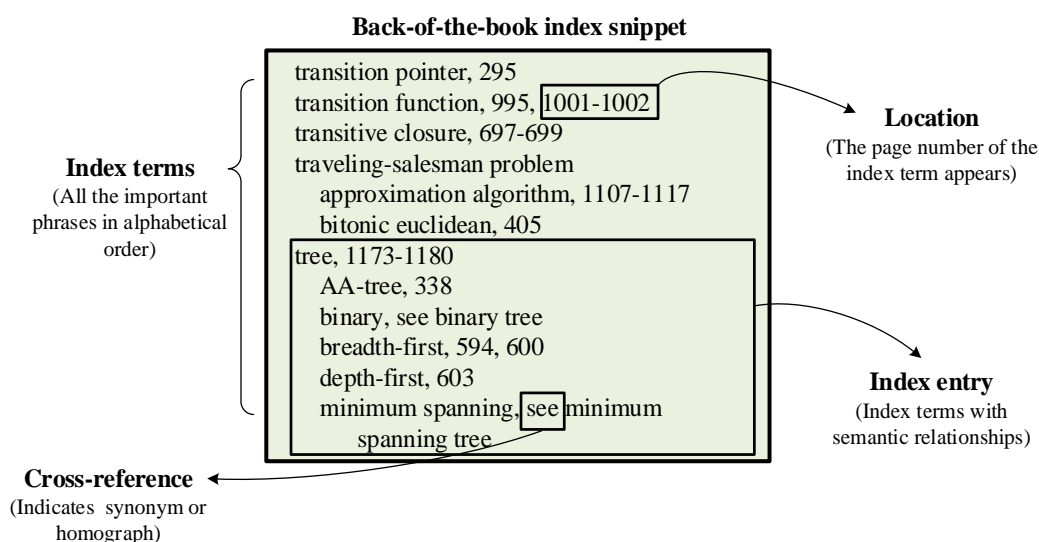 Back-of-the-book index snippet
transition pointer, 295
transition function, 995, 1001-1002
transitive closure, 697-699
traveling-salesman problem
approximation algorithm, 1107-1117
bitonic euclidean, 405
tree, 1173-1180
AA-tree, 338
binary, see binary tree
breadth-first, 594, 600
depth-first, 603
minimum spanning, see minimum
spanning tree
Index terms
(All the important
phrases in alphabetical
order)
Location
(The page number of the
index term appears)
Index entry
(Index terms with
semantic relationships)
Cross-reference
(Indicates synonym or
homograph)